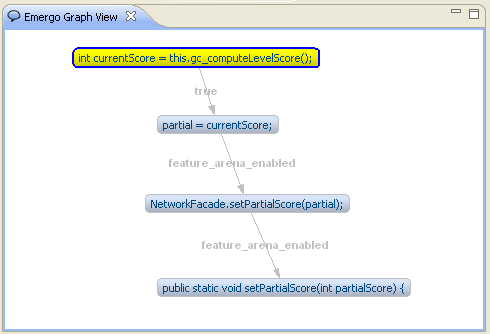 Emergo Graph View
int currentScore = this.gc_computeLevelScore();
true
partial = currentScore;
feature_arena_enabled
NetworkFacade.setPartialScore(partial);
feature_arena_enabled
public static void setPartialScore(int partialScore) {